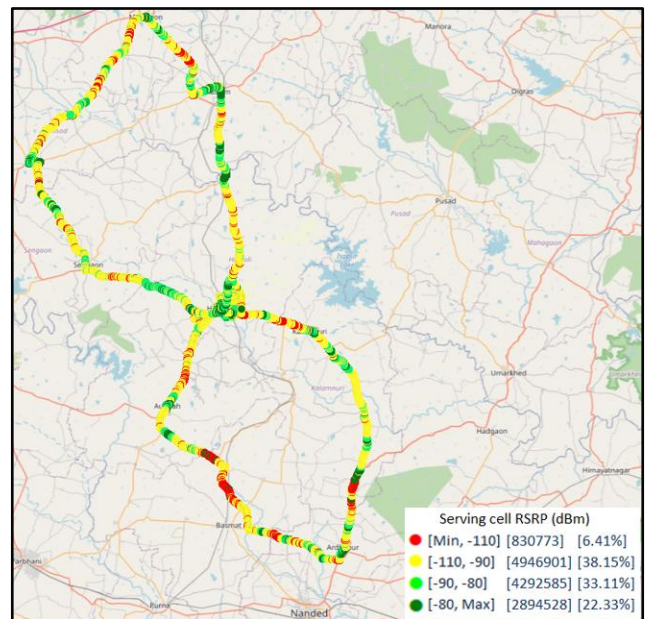 Manora
Digras
Pusad
Pusad
Mahagaon
Sengaon
Umarkhed
Kalamnuri
Hadgaon
Himayatnagar
Basmat
Parbhani
Purna
Nanded
Serving cell RSRP (dBm)
[Min, -110] [830773] [6.41%]
[-110, -90] [4946901] [38.15%]
[-90, -80] [4292585] [33.11%]
[-80, Max] [2894528] [22.33%]